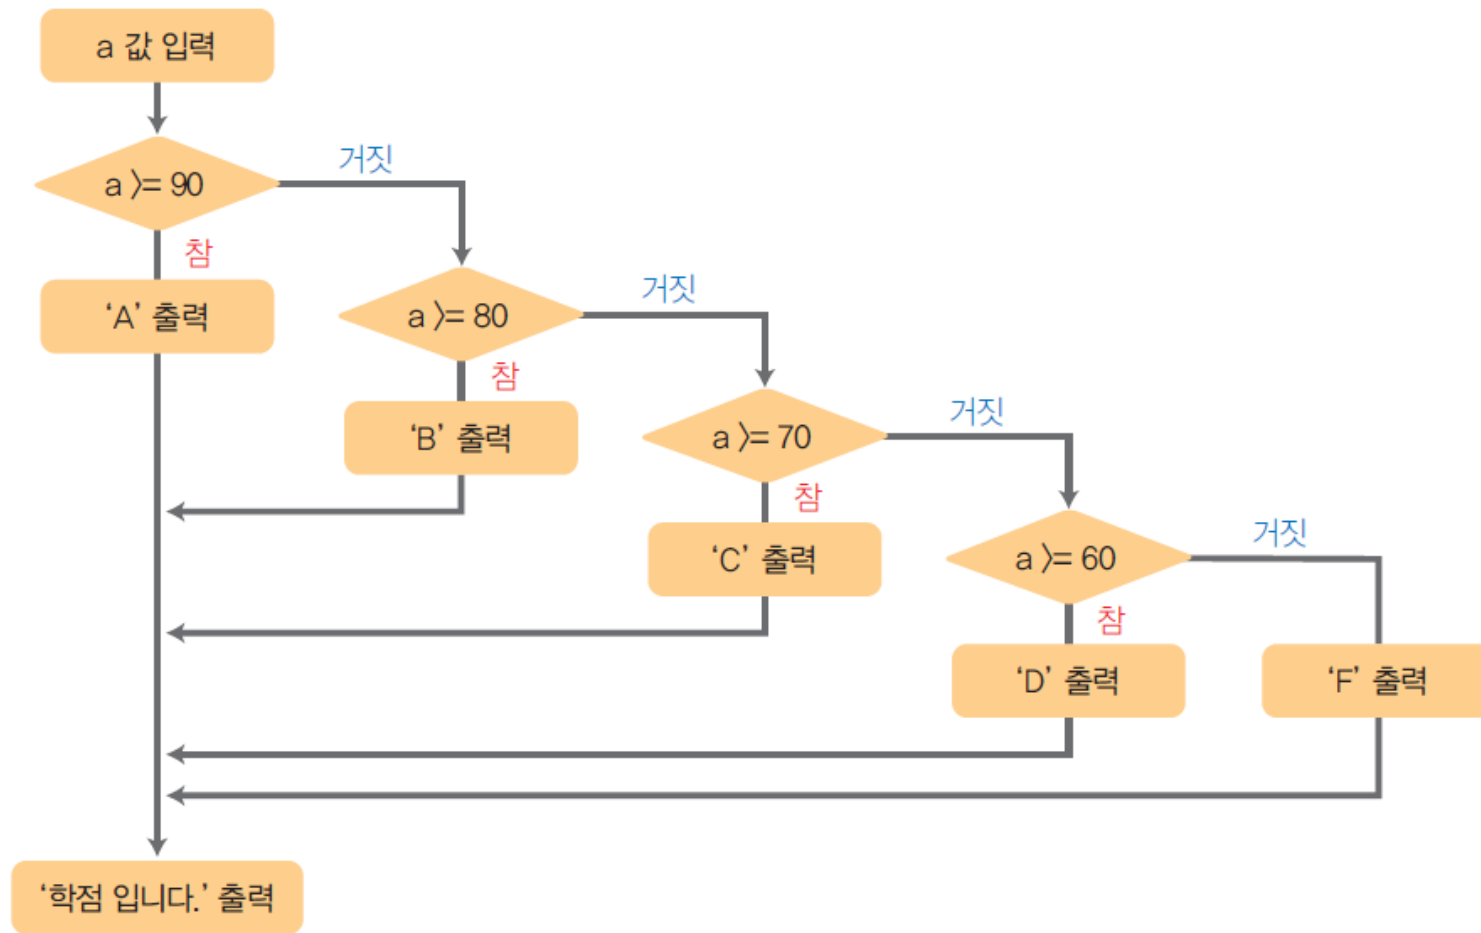 a 값 입력
a >= 90
거짓
참
'A' 출력
a >= 80
거짓
참
'B' 출력
a >= 70
거짓
참
'C' 출력
a >= 60
거짓
참
'D' 출력
'F' 출력
'학점 입니다.' 출력